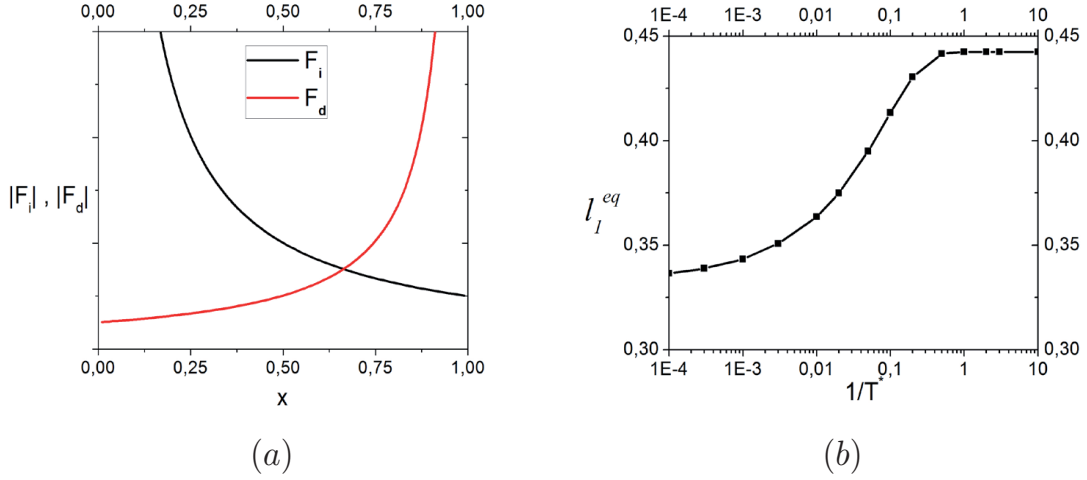 0,00 0,25 0,50 0,75 1,00
F_i
F_d
|F_i| , |F_d|
0,00 0,25 0,50 0,75 1,00
x
(a)
1E-4 1E-3 0,01 0,1 1 10
0,45 0,45
0,40 0,40
l_1^{eq}
0,35 0,35
0,30 0,30
1E-4 1E-3 0,01 0,1 1 10
1/T^*
(b)